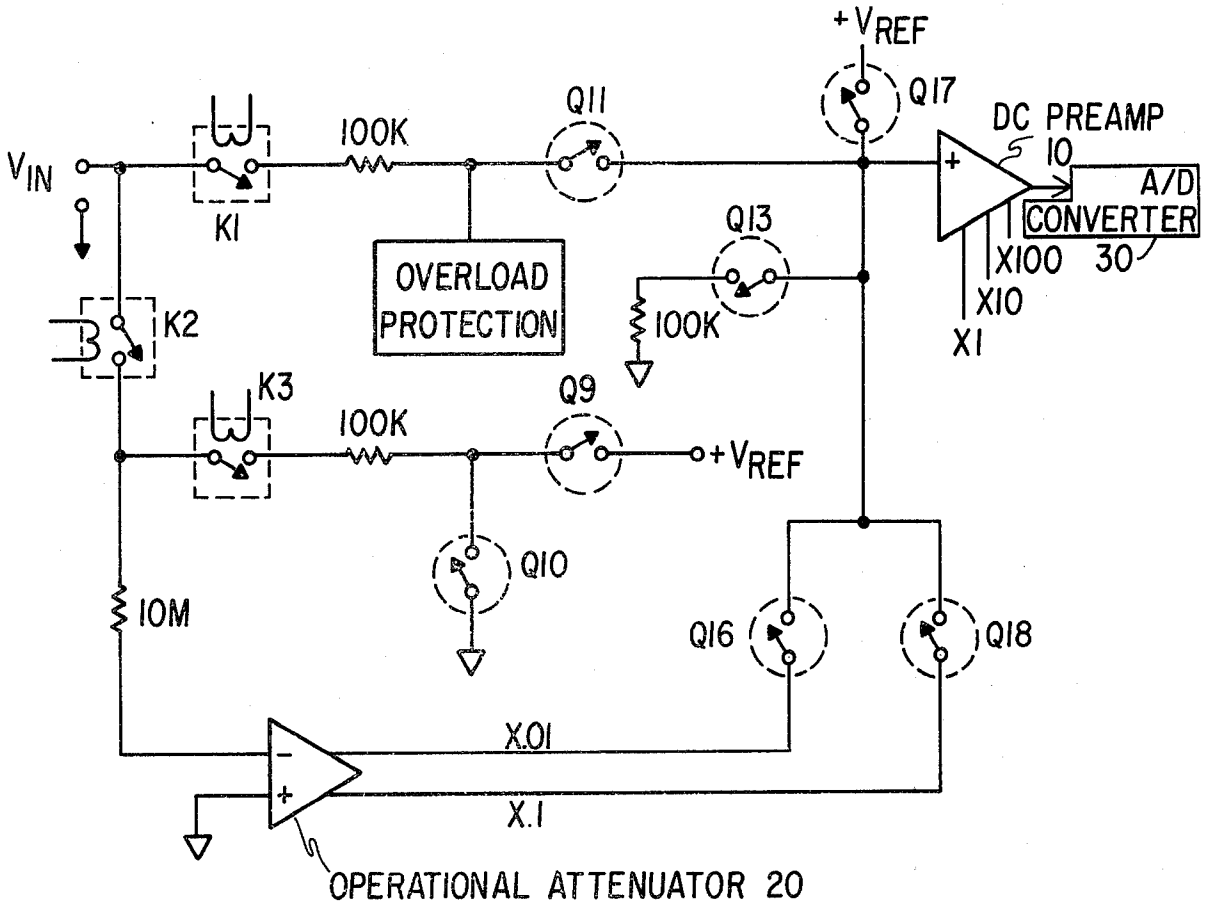 +VREF
Q17
Q11
100K
DC PREAMP
10
VIN
A/D
CONVERTER
30
K1
Q13
X100
X10
X1
OVERLOAD
PROTECTION
100K
K2
K3
100K
Q9
+VREF
Q10
10M
Q16
Q18
X.01
X.1
OPERATIONAL ATTENUATOR 20
+
-
+